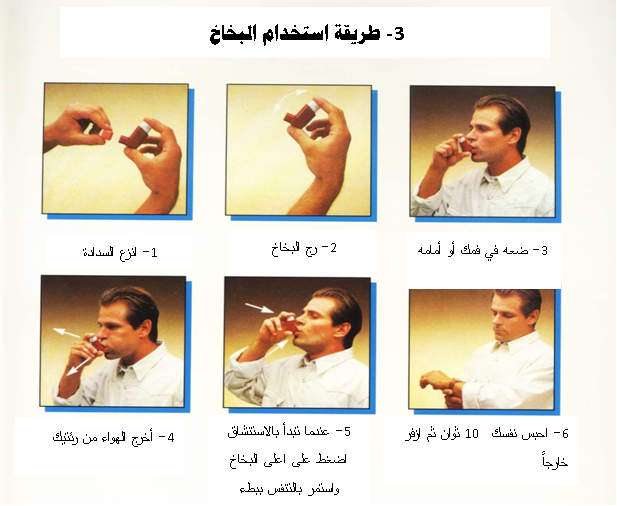 3- طريقة استخدام البخاخ
1- انزع السدادة
2- رج البخاخ
3- ضعه في فمك أو أمامه
4- أخرج الهواء من رئتيك
5- عندما تبدأ بالاستنشاق
اضغط على اعلى البخاخ
واستمر بالتنفس ببطء
6- احبس نفسك 10 ثوان ثم ازفر
خارجاً